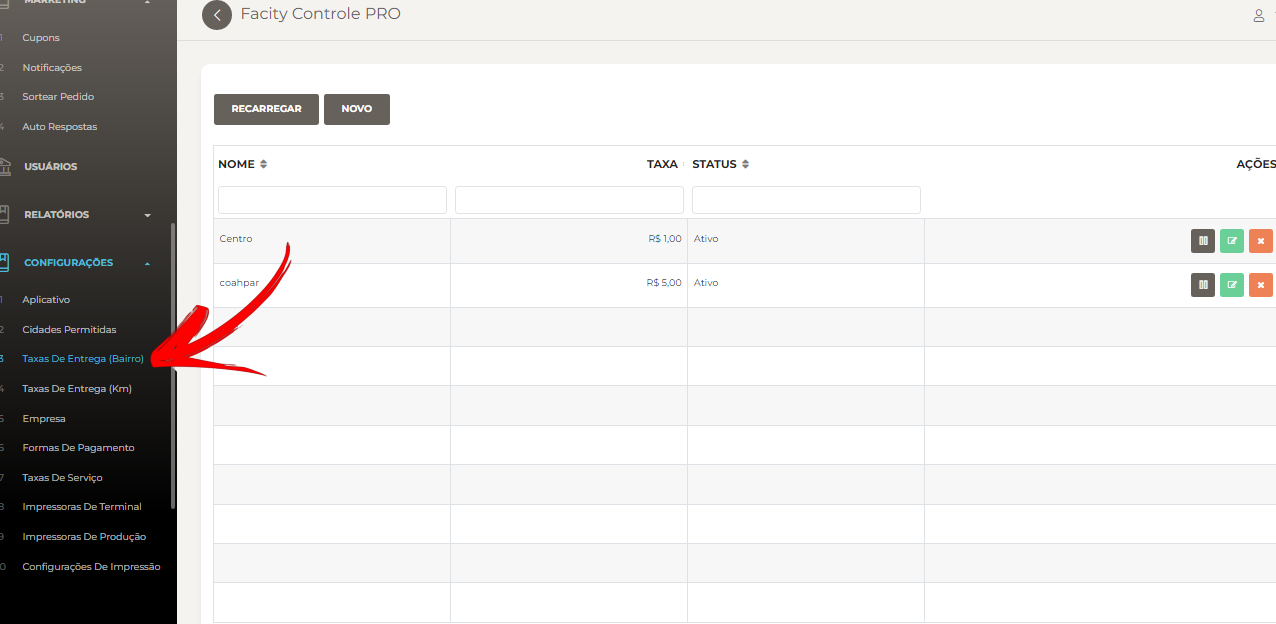 MARKETING
Facity Controle PRO
1 Cupons
2 Notificações
3 Sortear Pedido
4 Auto Respostas
USUÁRIOS
RELATÓRIOS
CONFIGURAÇÕES
1 Aplicativo
2 Cidades Permitidas
3 Taxas De Entrega (Bairro)
4 Taxas De Entrega (Km)
5 Empresa
6 Formas De Pagamento
7 Taxas De Serviço
8 Impressoras De Terminal
9 Impressoras De Produção
0 Configurações De Impressão
RECARREGAR NOVO
NOME TAXA STATUS AÇÕES
Centro R$ 1,00 Ativo
coahpar R$ 5,00 Ativo